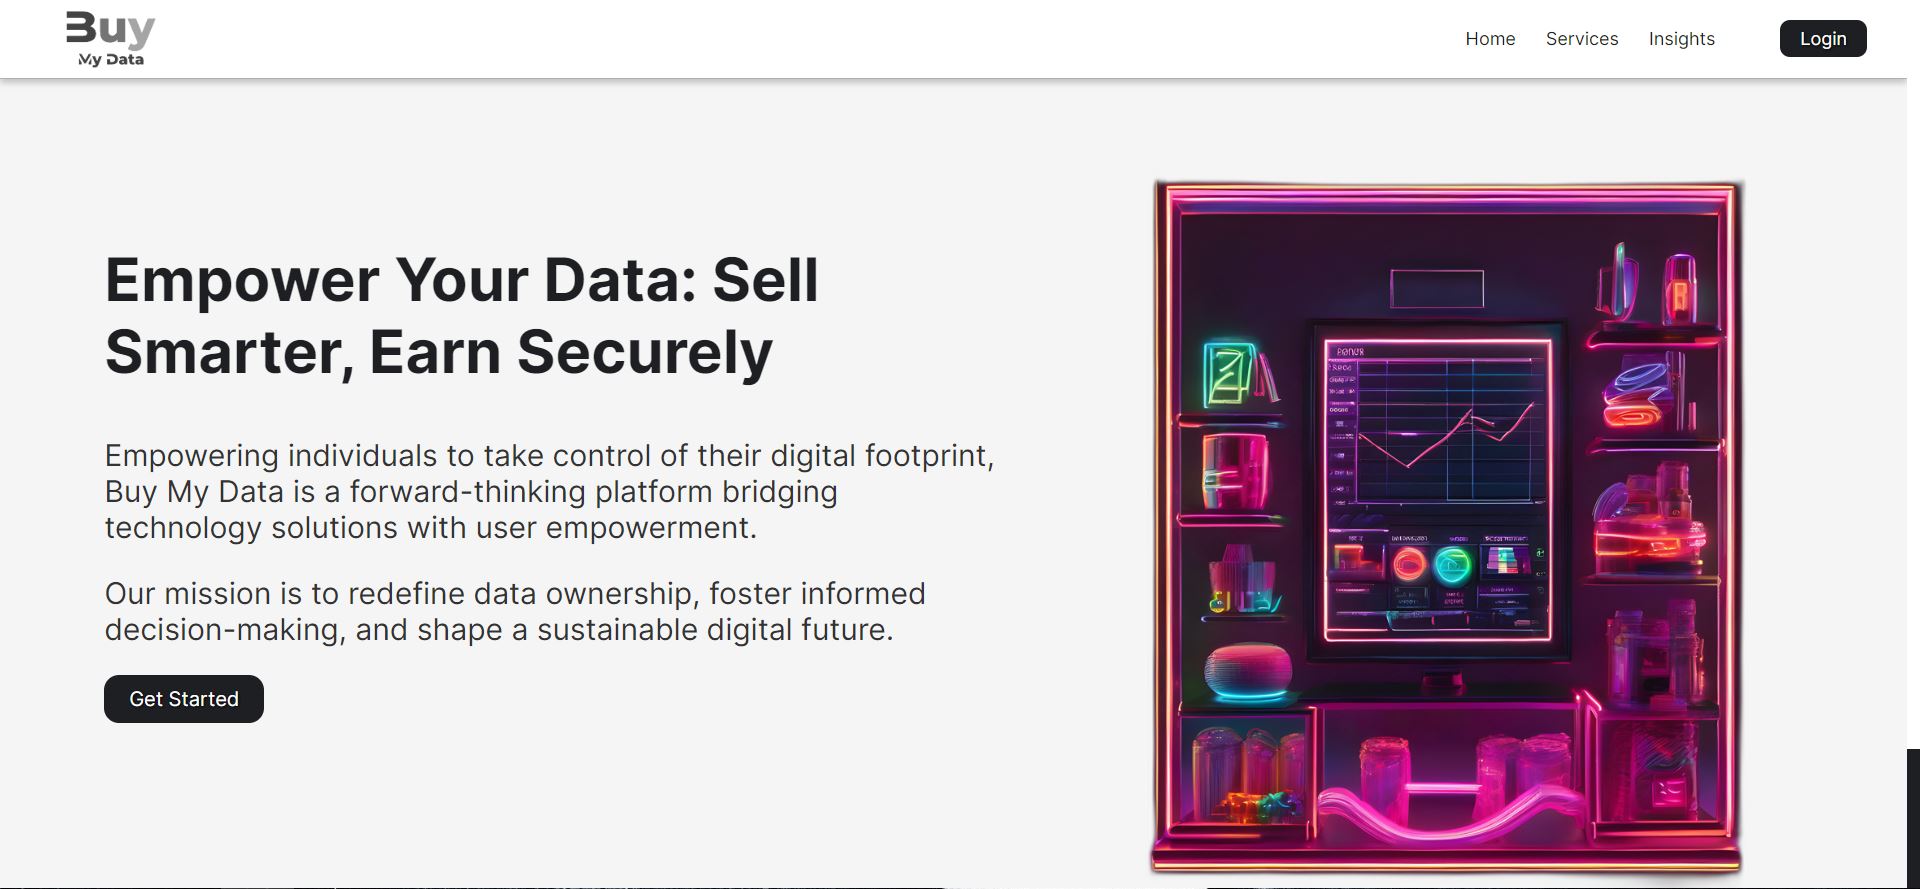 Buy
My Data
Home
Services
Insights
Login
Empower Your Data: Sell
Smarter, Earn Securely
Empowering individuals to take control of their digital footprint,
Buy My Data is a forward-thinking platform bridging
technology solutions with user empowerment.
Our mission is to redefine data ownership, foster informed
decision-making, and shape a sustainable digital future.
Get Started